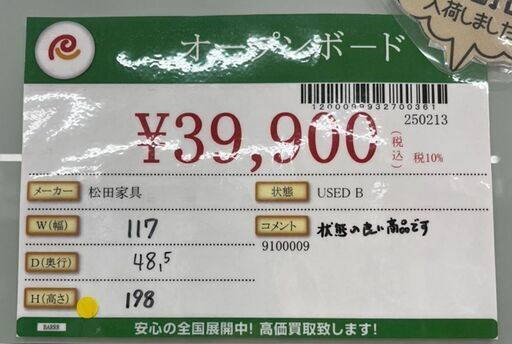 入荷しました
オープンボード
1200099932700361
250213
¥39,900
(税込)
税10%
メーカー 松田家具
状態 USED B
W(幅) 117
コメント 状態の良い商品です
9100009
D(奥行) 48,5
H(高さ) 198
安心の全国展開中! 高価買取致します!